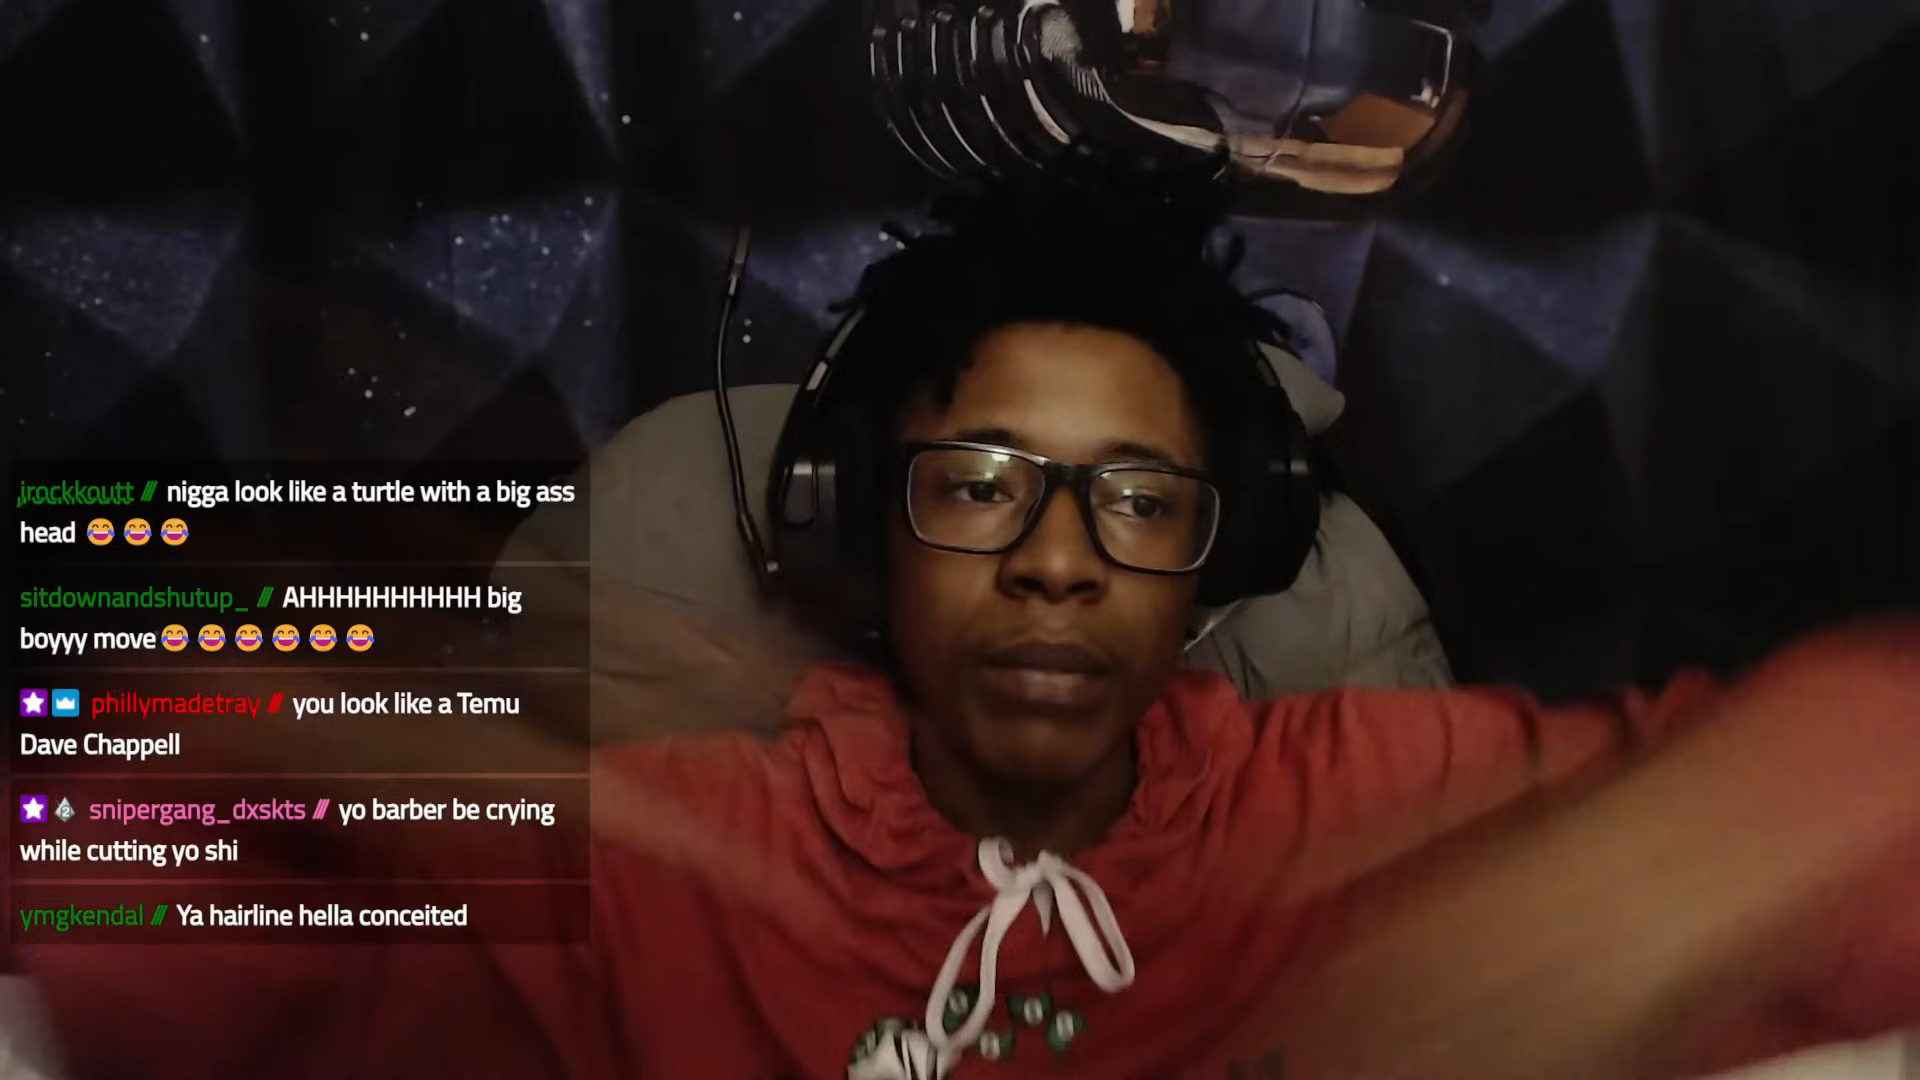 jrockkoutt /// nigga look like a turtle with a big ass
head 😂 😂 😂
sitdownandshutup_ /// AHHHHHHHHHH big
boyyy move 😂 😂 😂 😂 😂 😂
phillymadetray /// you look like a Temu
Dave Chappell
2 snipergang_dxskts /// yo barber be crying
while cutting yo shi
ymgkendal /// Ya hairline hella conceited